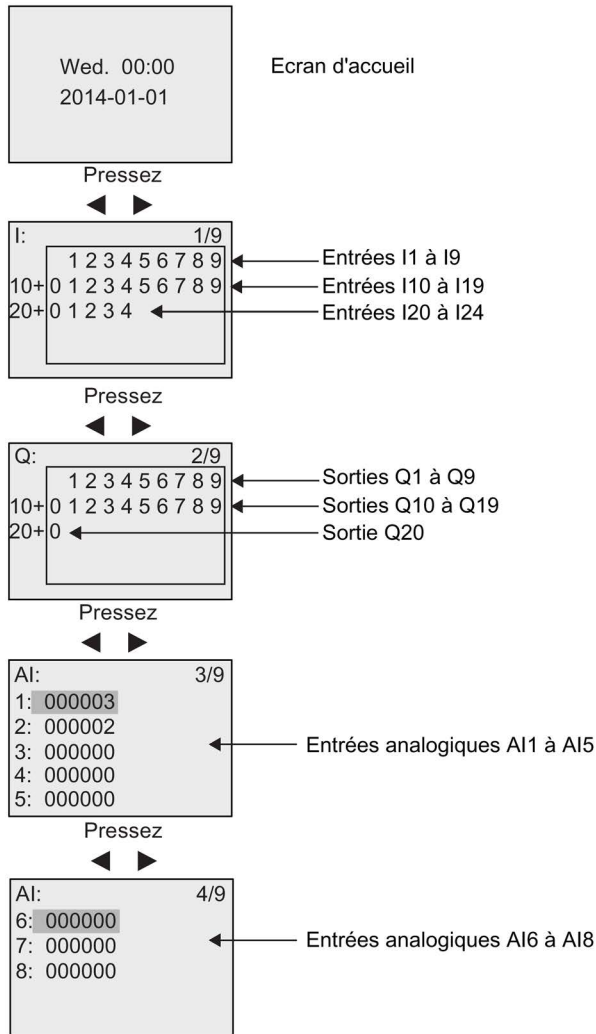 Wed. 00:00 Ecran d'accueil
2014-01-01
Pressez
◀ ▶
I: 1/9
1 2 3 4 5 6 7 8 9 Entrées I1 à I9
10+ 0 1 2 3 4 5 6 7 8 9 Entrées I10 à I19
20+ 0 1 2 3 4 Entrées I20 à I24
Pressez
◀ ▶
Q: 2/9
1 2 3 4 5 6 7 8 9 Sorties Q1 à Q9
10+ 0 1 2 3 4 5 6 7 8 9 Sorties Q10 à Q19
20+ 0 Sortie Q20
Pressez
◀ ▶
AI: 3/9
1: 000003
2: 000002
3: 000000 Entrées analogiques AI1 à AI5
4: 000000
5: 000000
Pressez
◀ ▶
AI: 4/9
6: 000000
7: 000000 Entrées analogiques AI6 à AI8
8: 000000